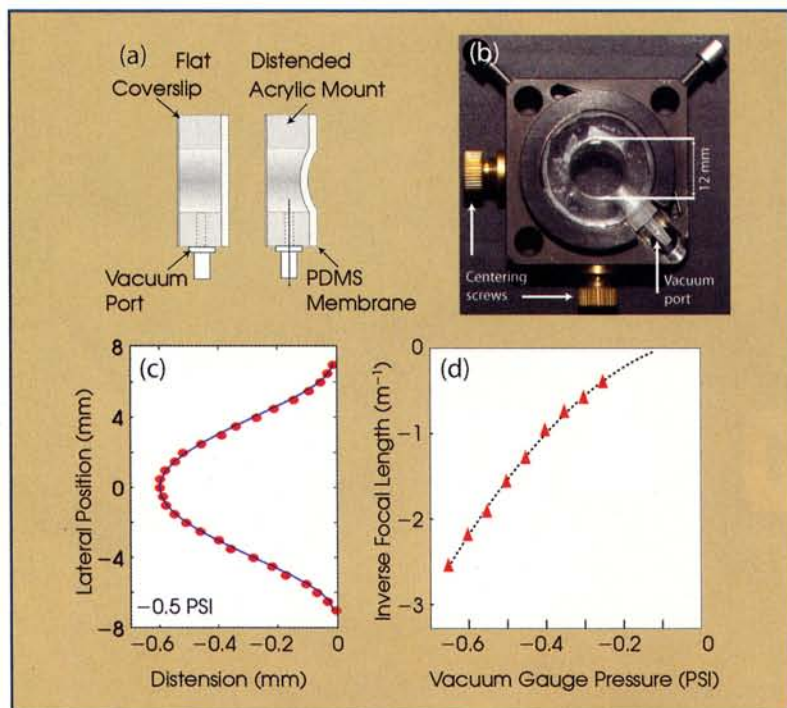 (a)
Flat
Coverslip
Distended
Acrylic Mount
Vacuum
Port
PDMS
Membrane
(b)
12 mm
Centering
screws
Vacuum
port
(c)
8
4
0
−4
−8
Lateral Position (mm)
−0.5 PSI
−0.6 −0.4 −0.2 0
Distension (mm)
(d)
0
−1
−2
−3
Inverse Focal Length (m⁻¹)
−0.6 −0.4 −0.2 0
Vacuum Gauge Pressure (PSI)